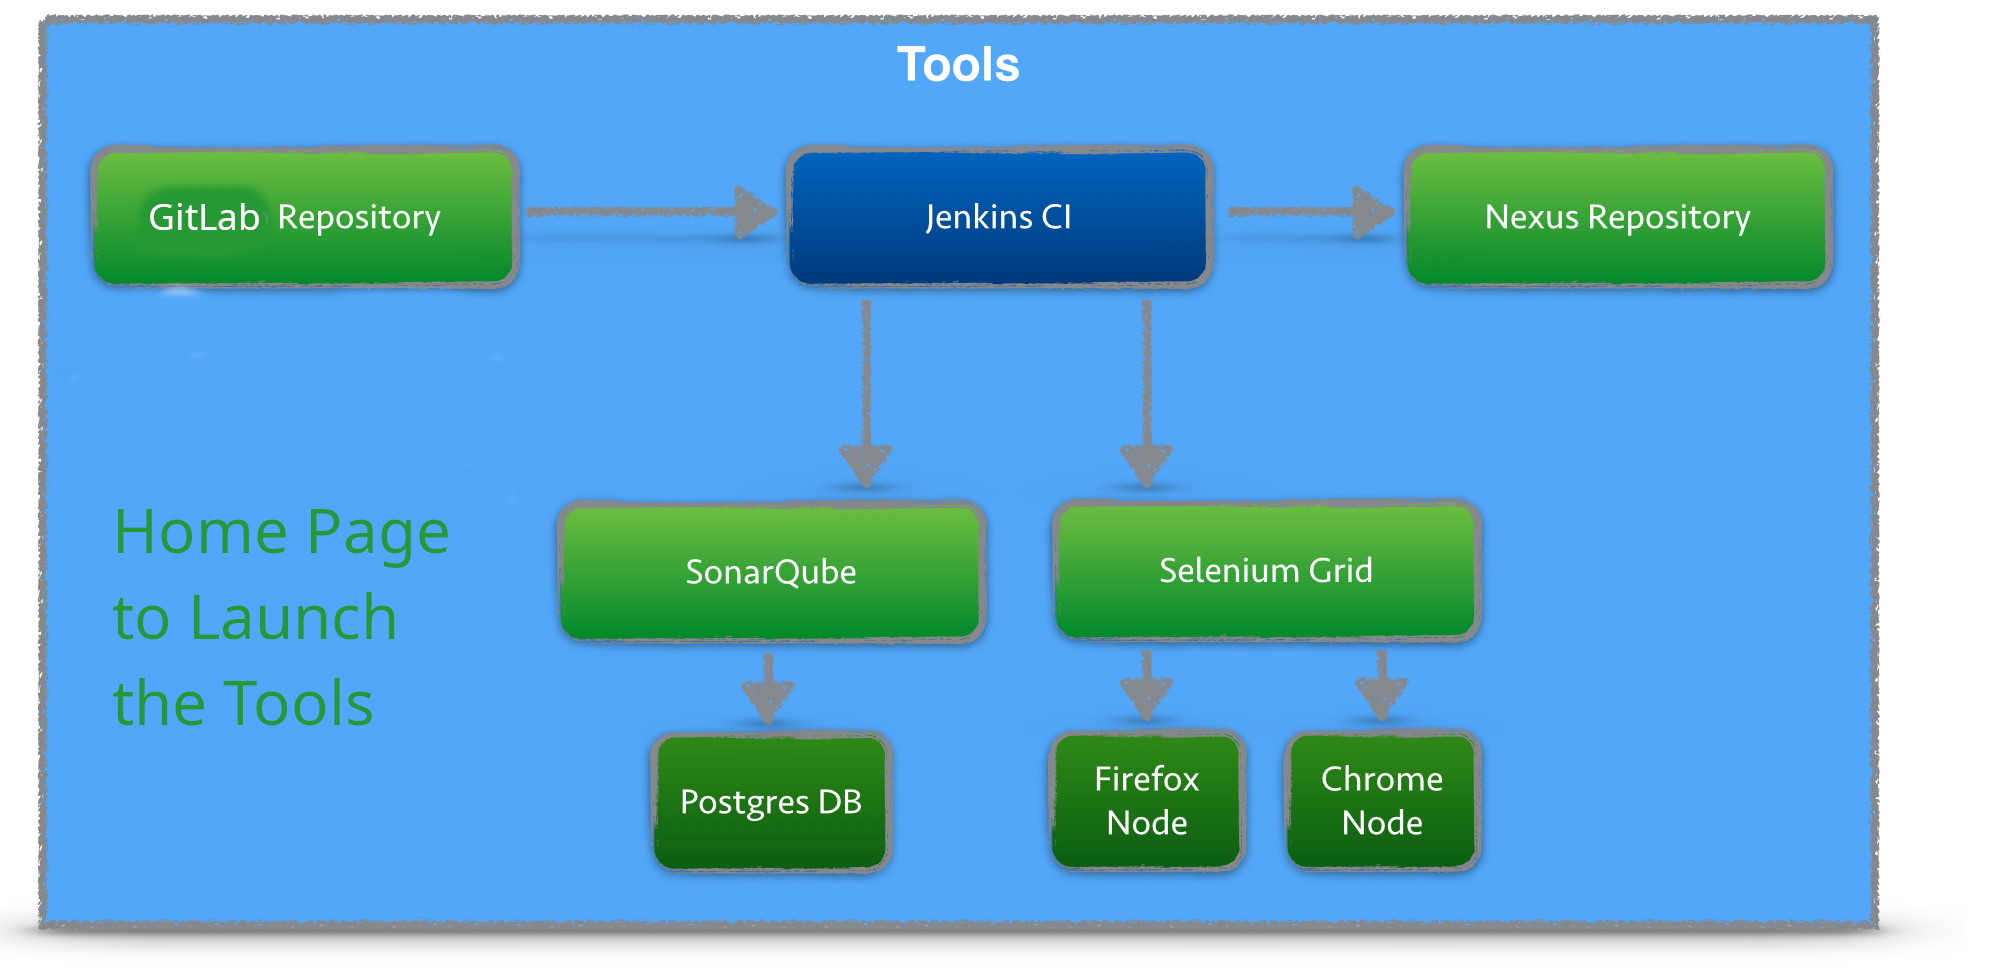 Tools
GitLab Repository
Jenkins CI
Nexus Repository
Home Page
to Launch
the Tools
SonarQube
Selenium Grid
Postgres DB
Firefox
Node
Chrome
Node